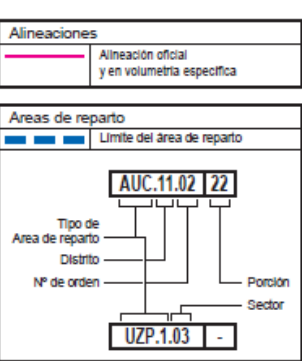 Alineaciones
Alineación oficial
y en volumetría específica
Areas de reparto
Límite del área de reparto
AUC.11.02 22
Tipo de
Area de reparto
Distrito
Nº de orden
Porción
Sector
UZP.1.03 -